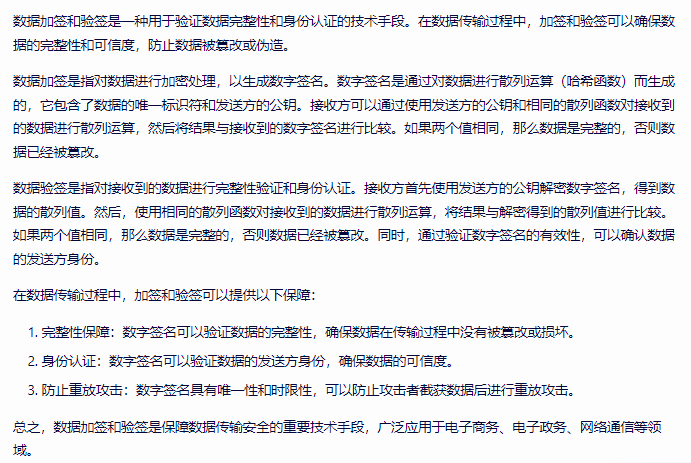 数据加签和验签是一种用于验证数据完整性和身份认证的技术手段。在数据传输过程中，加签和验签可以确保数
据的完整性和可信度，防止数据被篡改或伪造。
数据加签是指对数据进行加密处理，以生成数字签名。数字签名是通过对数据进行散列运算（哈希函数）而生成
的，它包含了数据的唯一标识符和发送方的公钥。接收方可以通过使用发送方的公钥和相同的散列函数对接收到
的数据进行散列运算，然后将结果与接收到的数字签名进行比较。如果两个值相同，那么数据是完整的，否则数
据已经被篡改。
数据验签是指对接收到的数据进行完整性验证和身份认证。接收方首先使用发送方的公钥解密数字签名，得到数
据的散列值。然后，使用相同的散列函数对接收到的数据进行散列运算，将结果与解密得到的散列值进行比较。
如果两个值相同，那么数据是完整的，否则数据已经被篡改。同时，通过验证数字签名的有效性，可以确认数据
的发送方身份。
在数据传输过程中，加签和验签可以提供以下保障：
1. 完整性保障：数字签名可以验证数据的完整性，确保数据在传输过程中没有被篡改或损坏。
2. 身份认证：数字签名可以验证数据的发送方身份，确保数据的可信度。
3. 防止重放攻击：数字签名具有唯一性和时限性，可以防止攻击者截获数据后进行重放攻击。
总之，数据加签和验签是保障数据传输安全的重要技术手段，广泛应用于电子商务、电子政务、网络通信等领
域。